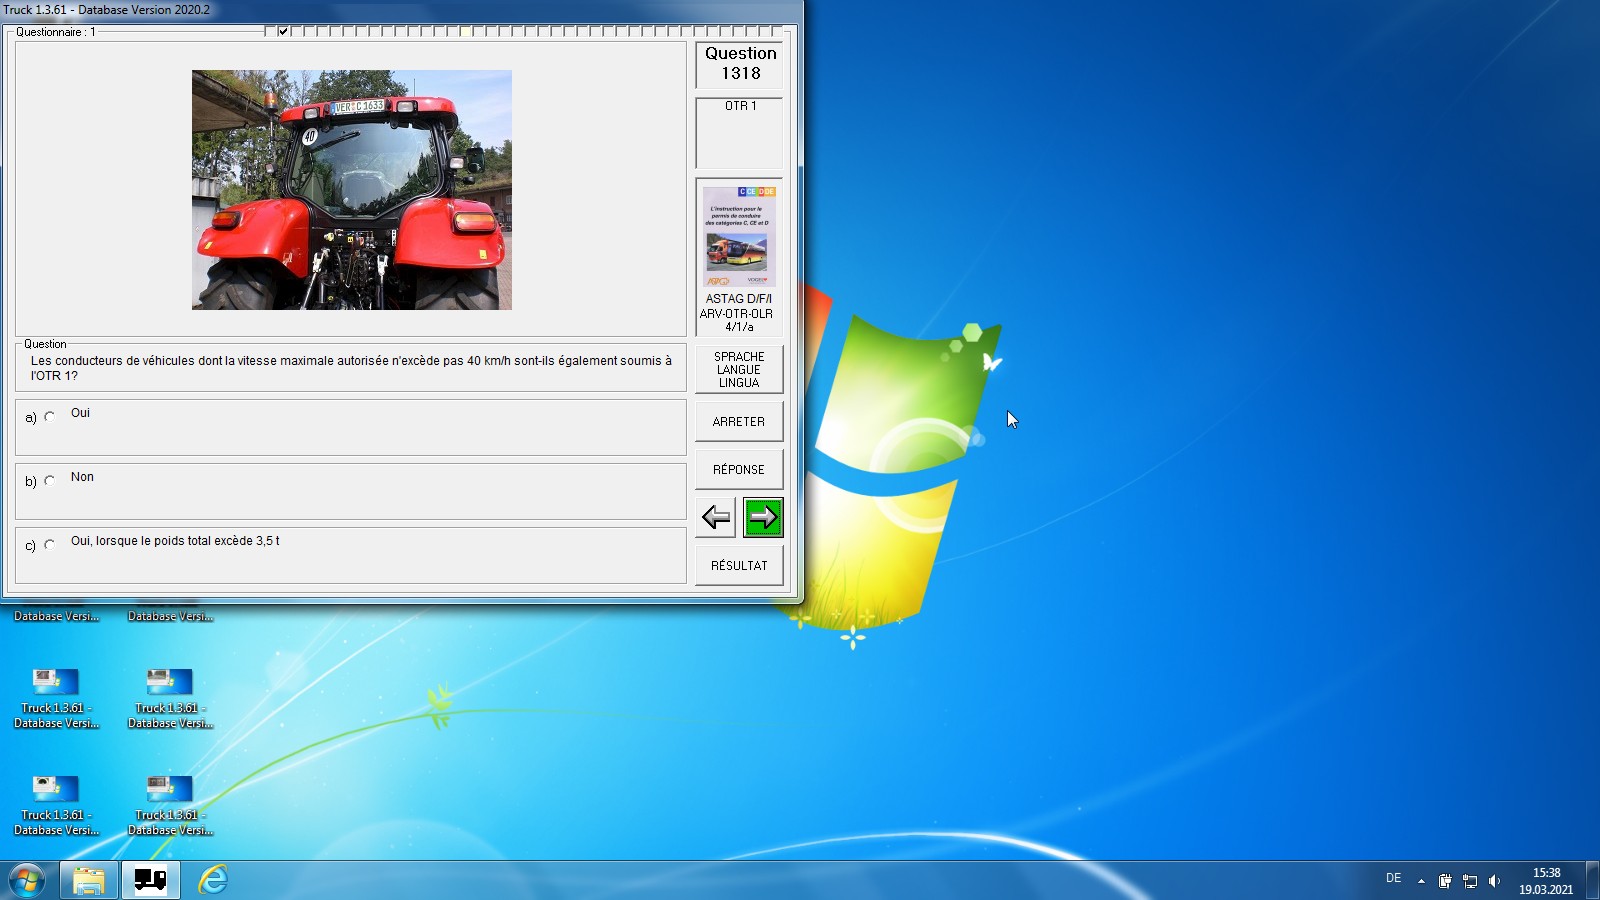 Truck 1.3.61 - Database Version 2020.2
Questionnaire : 1
VER C 1633
40
Question
1318
OTR 1
C CE D DE
L'instruction pour le
permis de conduire
des catégories C, CE et D
ASTAG D/F/I
ARV-OTR-OLR
4/1/a
Question
Les conducteurs de véhicules dont la vitesse maximale autorisée n'excède pas 40 km/h sont-ils également soumis à
l'OTR 1?
SPRACHE
LANGUE
LINGUA
a) Oui
ARRETER
b) Non
RÉPONSE
c) Oui, lorsque le poids total excède 3,5 t
RÉSULTAT
Database Versi...
Database Versi...
Truck 1.3.61 -
Database Versi...
Truck 1.3.61 -
Database Versi...
Truck 1.3.61 -
Database Versi...
Truck 1.3.61 -
Database Versi...
DE
15:38
19.03.2021